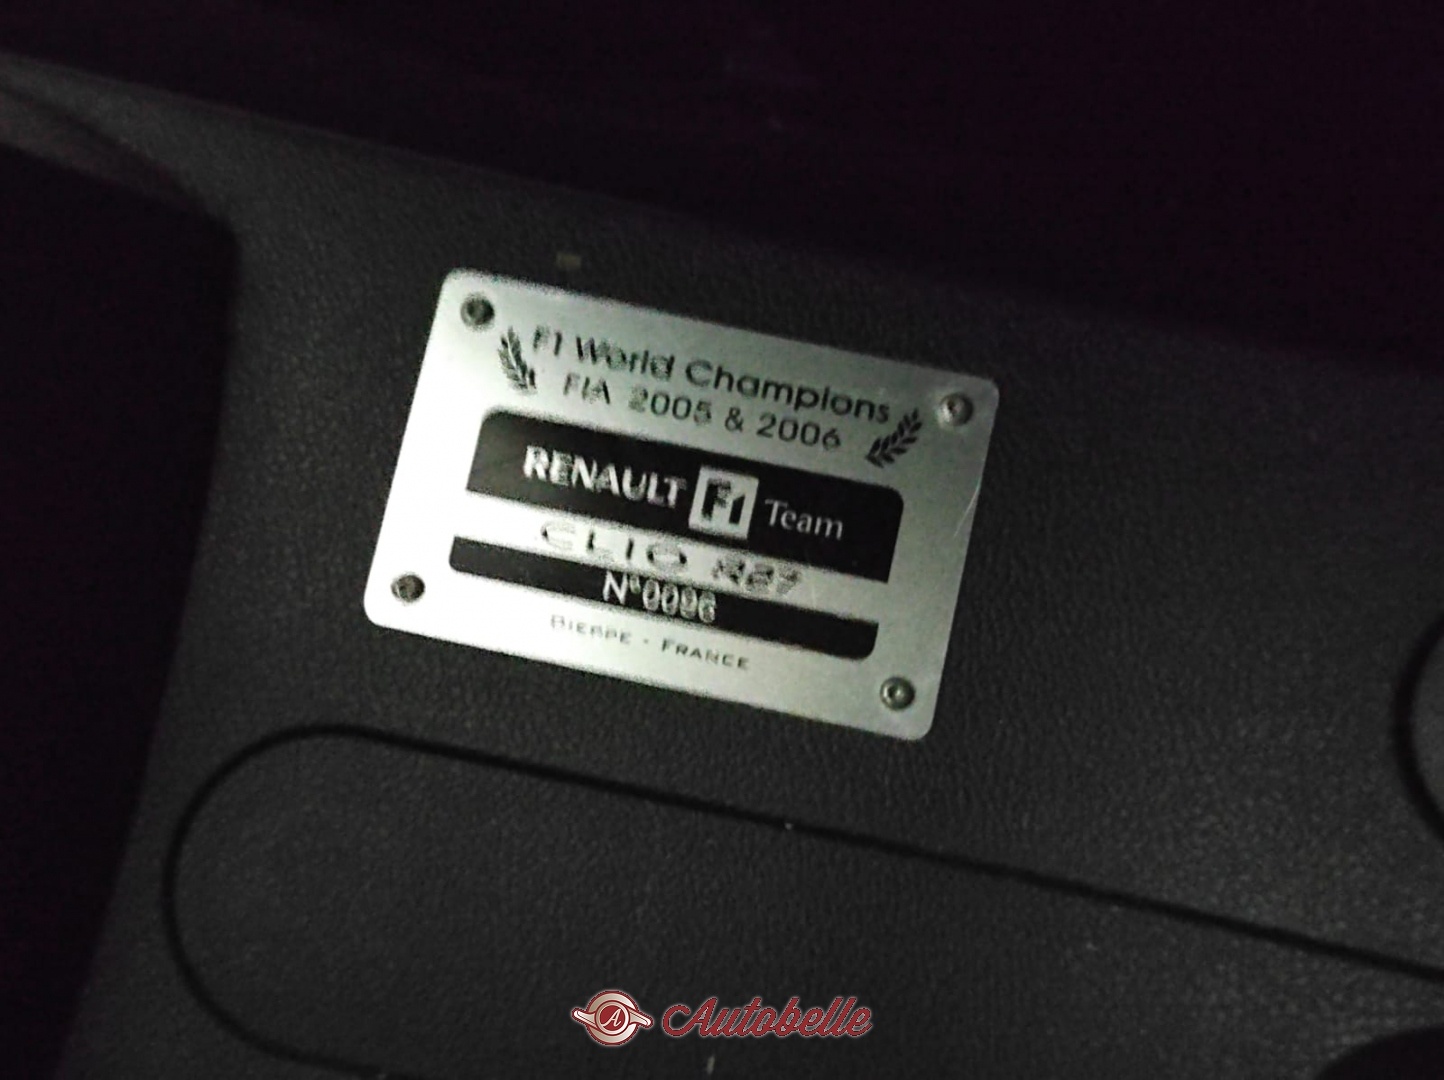 F1 World Champions
FIA 2005 & 2006
RENAULT F1 Team
CLIO R27
N°0096
DIEPPE - FRANCE
A Autobelle